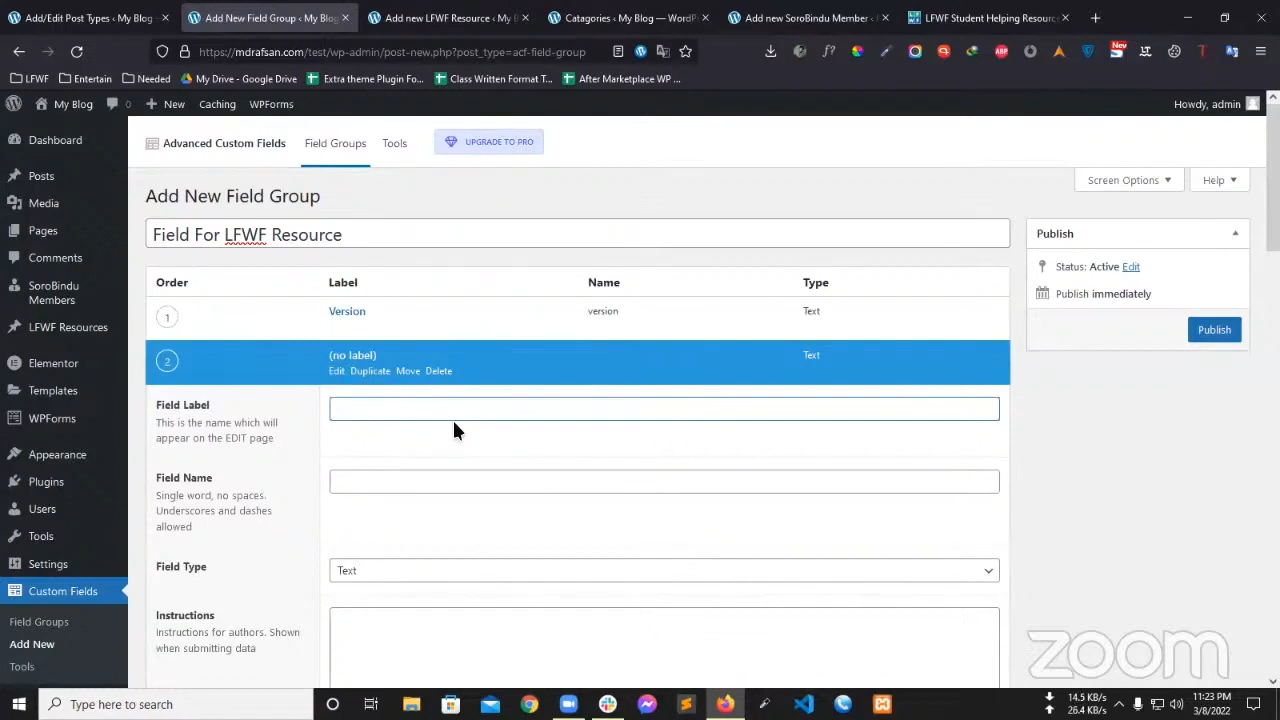 Add/Edit Post Types ‹ My Blog —
Add New Field Group ‹ My Blog
Add new LFWF Resource ‹ My B
Catagories ‹ My Blog — WordP
Add new SoroBindu Member ‹
LFWF Student Helping Resourc
https://mdrafsan.com/test/wp-admin/post-new.php?post_type=acf-field-group
ABP
New
LFWF
Entertain
Needed
My Drive - Google Drive
Extra theme Plugin Fo...
Class Written Format T...
After Marketplace WP ...
My Blog
0
New
Caching
WPForms
Howdy, admin
Dashboard
Posts
Media
Pages
Comments
SoroBindu
Members
LFWF Resources
Elementor
Templates
WPForms
Appearance
Plugins
Users
Tools
Settings
Custom Fields
Field Groups
Add New
Tools
Advanced Custom Fields
Field Groups
Tools
UPGRADE TO PRO
Screen Options
Help
Add New Field Group
Field For LFWF Resource
Order
Label
Name
Type
1
Version
version
Text
2
(no label)
Text
Edit Duplicate Move Delete
Field Label
This is the name which will
appear on the EDIT page
Field Name
Single word, no spaces.
Underscores and dashes
allowed
Field Type
Text
Instructions
Instructions for authors. Shown
when submitting data
Publish
Status: Active Edit
Publish immediately
Publish
zoom
Type here to search
14.5 KB/s
26.4 KB/s
11:23 PM
3/8/2022